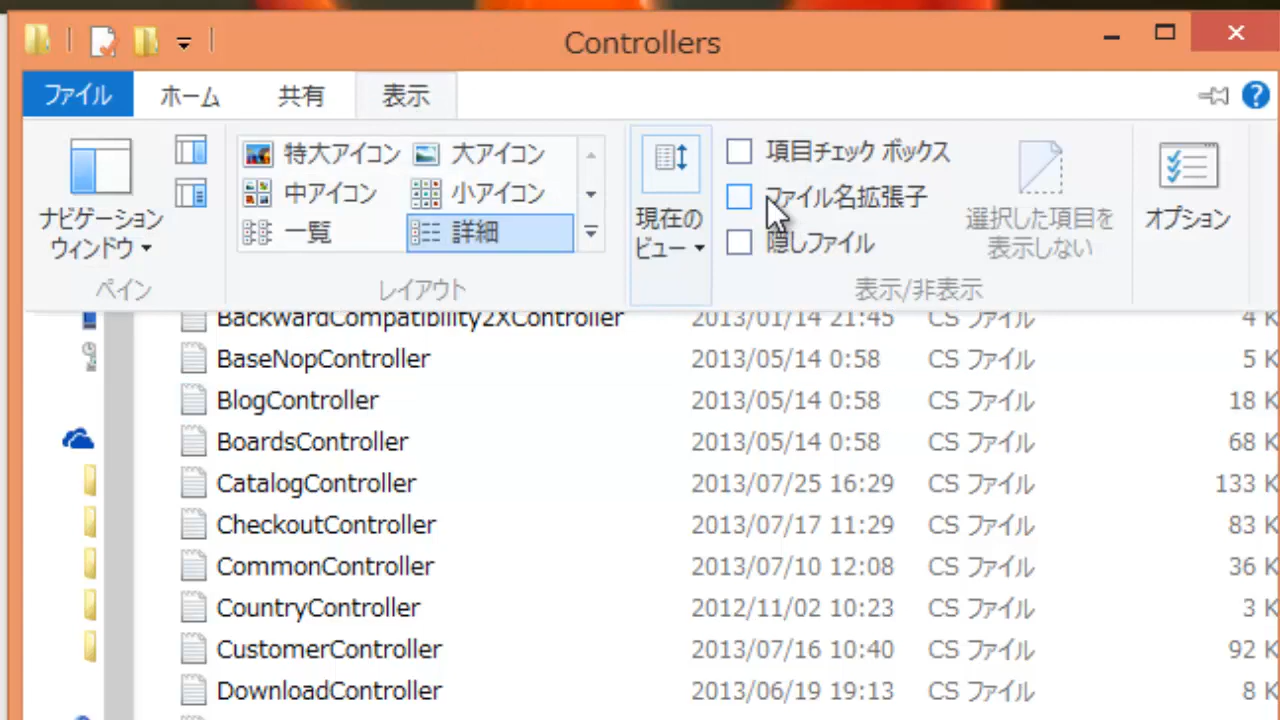 Controllers
ファイル ホーム 共有 表示
ナビゲーション
ウィンドウ
ペイン
特大アイコン 大アイコン
中アイコン 小アイコン
一覧 詳細
レイアウト
現在の
ビュー
項目チェック ボックス
ファイル名拡張子
隠しファイル
選択した項目を
表示しない
表示/非表示
オプション
BackwardCompatibility2XController 2013/01/14 21:45 CS ファイル 4 K
BaseNopController 2013/05/14 0:58 CS ファイル 5 K
BlogController 2013/05/14 0:58 CS ファイル 18 K
BoardsController 2013/05/14 0:58 CS ファイル 68 K
CatalogController 2013/07/25 16:29 CS ファイル 133 K
CheckoutController 2013/07/17 11:29 CS ファイル 83 K
CommonController 2013/07/10 12:08 CS ファイル 36 K
CountryController 2012/11/02 10:23 CS ファイル 3 K
CustomerController 2013/07/16 10:40 CS ファイル 92 K
DownloadController 2013/06/19 19:13 CS ファイル 8 K